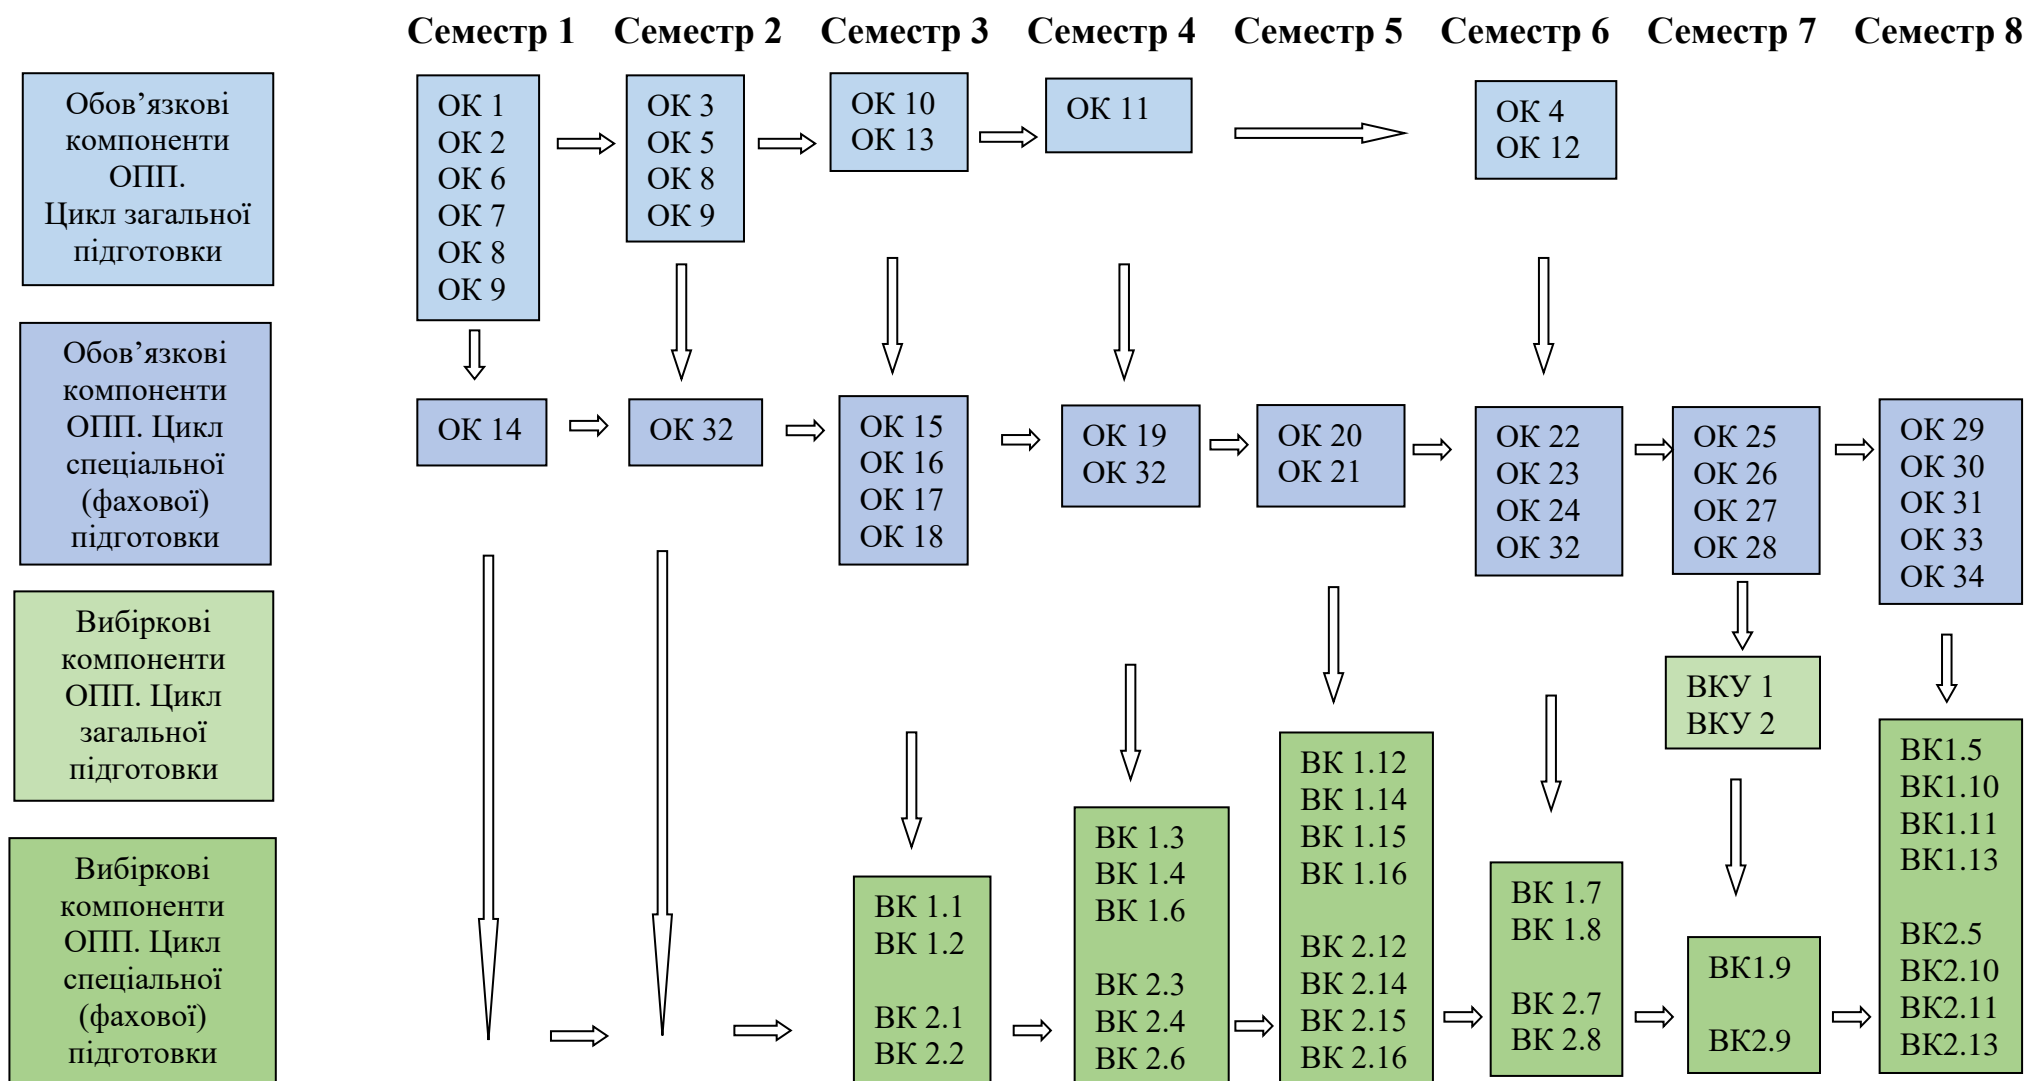 Семестр 1 Семестр 2 Семестр 3 Семестр 4 Семестр 5 Семестр 6 Семестр 7 Семестр 8
Обов’язкові
компоненти
ОПП.
Цикл загальної
підготовки
ОК 1
ОК 2
ОК 6
ОК 7
ОК 8
ОК 9
ОК 3
ОК 5
ОК 8
ОК 9
ОК 10
ОК 13
ОК 11
ОК 4
ОК 12
Обов’язкові
компоненти
ОПП. Цикл
спеціальної
(фахової)
підготовки
ОК 14
ОК 32
ОК 15
ОК 16
ОК 17
ОК 18
ОК 19
ОК 32
ОК 20
ОК 21
ОК 22
ОК 23
ОК 24
ОК 32
ОК 25
ОК 26
ОК 27
ОК 28
ОК 29
ОК 30
ОК 31
ОК 33
ОК 34
Вибіркові
компоненти
ОПП. Цикл
загальної
підготовки
ВКУ 1
ВКУ 2
Вибіркові
компоненти
ОПП. Цикл
спеціальної
(фахової)
підготовки
ВК 1.1
ВК 1.2
ВК 2.1
ВК 2.2
ВК 1.3
ВК 1.4
ВК 1.6
ВК 2.3
ВК 2.4
ВК 2.6
ВК 1.12
ВК 1.14
ВК 1.15
ВК 1.16
ВК 2.12
ВК 2.14
ВК 2.15
ВК 2.16
ВК 1.7
ВК 1.8
ВК 2.7
ВК 2.8
ВК1.9
ВК2.9
ВК1.5
ВК1.10
ВК1.11
ВК1.13
ВК2.5
ВК2.10
ВК2.11
ВК2.13